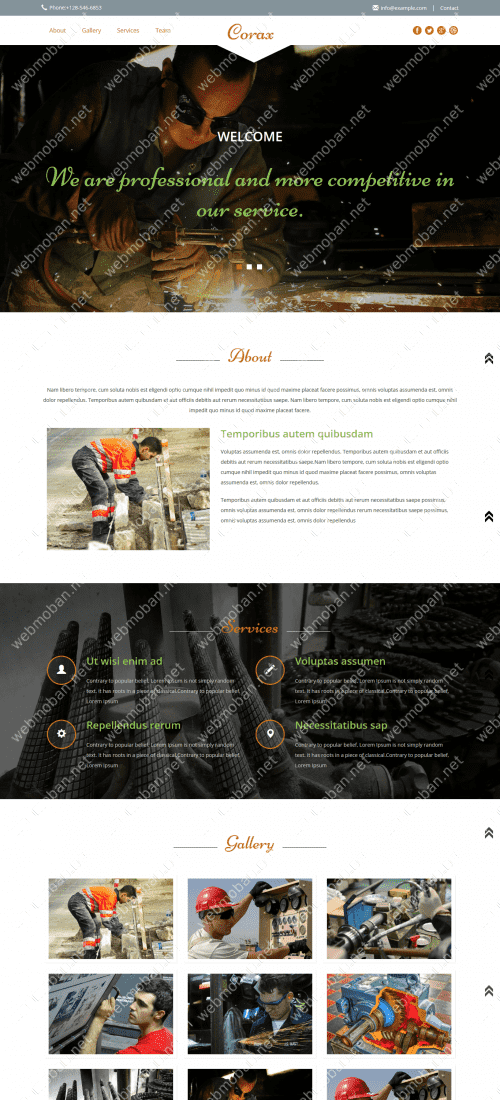 Phone:+128-546-6853
info@example.com | Contact
About Gallery Services Team
Corax
WELCOME
We are professional and more competitive in
our service.
About
Nam libero tempore, cum soluta nobis est eligendi optio cumque nihil impedit quo minus id quod maxime placeat facere possimus, omnis voluptas assumenda est, omnis
dolor repellendus. Temporibus autem quibusdam et aut officiis debitis aut rerum necessitatibus saepe. Nam libero tempore, cum soluta nobis est eligendi optio cumque nihil
impedit quo minus id quod maxime placeat facere.
Temporibus autem quibusdam
Voluptas assumenda est, omnis dolor repellendus. Temporibus autem quibusdam et aut officiis
debitis aut rerum necessitatibus saepe.Nam libero tempore, cum soluta nobis est eligendi optio
cumque nihil impedit quo minus id quod maxime placeat facere possimus, omnis voluptas
assumenda est, omnis dolor repellendus.
Temporibus autem quibusdam et aut officiis debitis aut rerum necessitatibus saepe possimus,
omnis voluptas assumenda est, omnis dolor repellendus rerum necessitatibus saepe possimus,
omnis voluptas assumenda est, omnis dolor repellendus
Services
Ut wisi enim ad
Contrary to popular belief, Lorem Ipsum is not simply random
text. It has roots in a piece of classical.Contrary to popular belief,
Lorem Ipsum
Voluptas assumen
Contrary to popular belief, Lorem Ipsum is not simply random
text. It has roots in a piece of classical.Contrary to popular belief,
Lorem Ipsum
Repellendus rerum
Contrary to popular belief, Lorem Ipsum is not simply random
text. It has roots in a piece of classical.Contrary to popular belief,
Lorem Ipsum
Necessitatibus sap
Contrary to popular belief, Lorem Ipsum is not simply random
text. It has roots in a piece of classical.Contrary to popular belief,
Lorem Ipsum
Gallery
webmoban.net